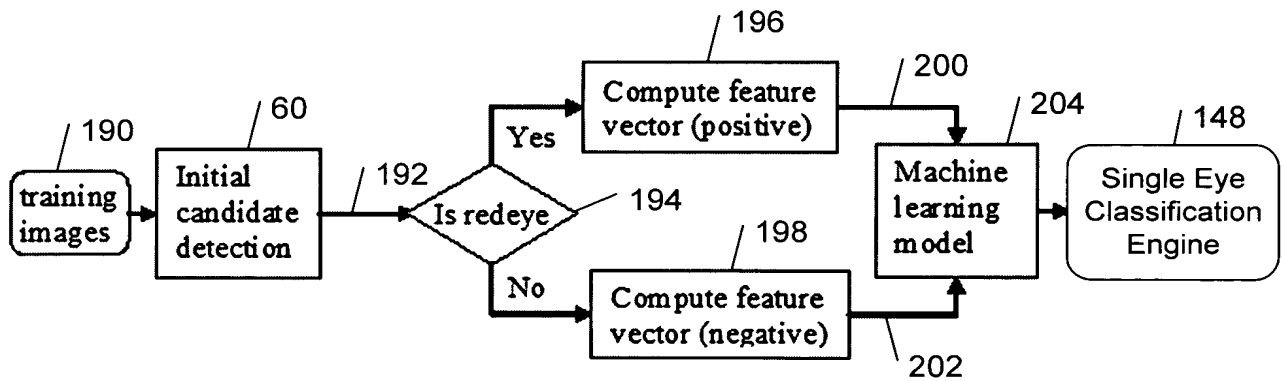 190
training
images
60
Initial
candidate
detection
192
Is redeye
194
Yes
No
196
Compute feature
vector (positive)
198
Compute feature
vector (negative)
200
202
204
Machine
learning
model
148
Single Eye
Classification
Engine